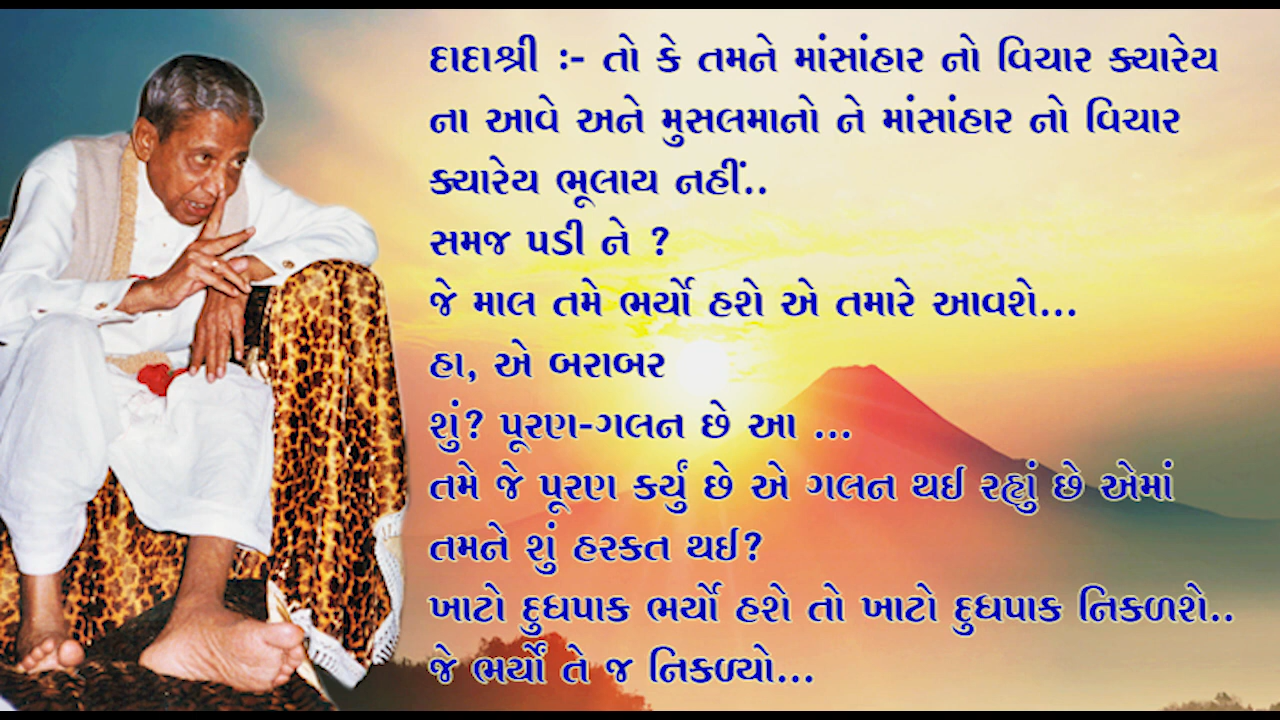 દાદાશ્રી ઃ- તો કે તમને માંસાંહાર નો વિચાર ક્યારેય
ના આવે અને મુસલમાનો ને માંસાંહાર નો વિચાર
ક્યારેય ભૂલાય નહીં..
સમજ પડી ને ?
જે માલ તમે ભર્યો હશે એ તમારે આવશે...
હા, એ બરાબર
શું? પૂરણ-ગલન છે આ ...
તમે જે પૂરણ કર્યું છે એ ગલન થઈ રહ્યું છે એમાં
તમને શું હરકત થઈ?
ખાટો દુધપાક ભર્યો હશે તો ખાટો દુધપાક નિકળશે..
જે ભર્યોં તે જ નિકળ્યો...